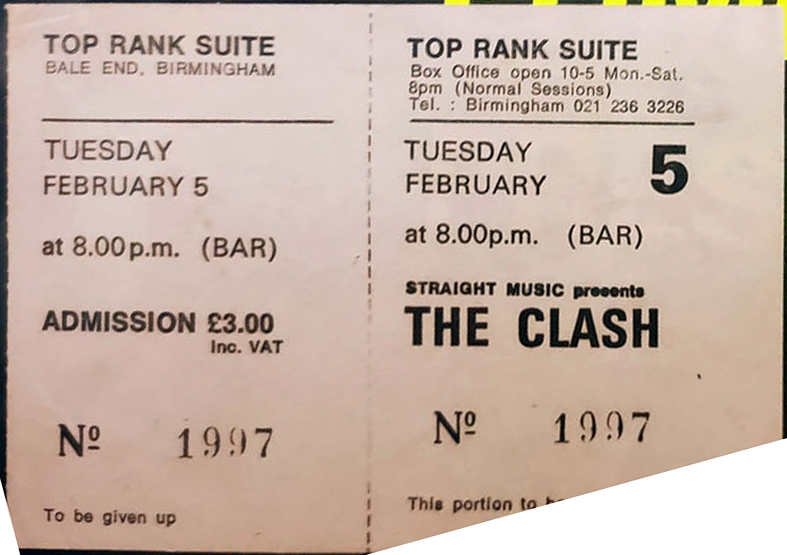 TOP RANK SUITE
BALE END, BIRMINGHAM
TUESDAY
FEBRUARY 5
at 8.00p.m. (BAR)
ADMISSION £3.00
Inc. VAT
Nº 1997
To be given up
TOP RANK SUITE
Box Office open 10-5 Mon.-Sat.
8pm (Normal Sessions)
Tel. : Birmingham 021 236 3226
TUESDAY
FEBRUARY 5
at 8.00p.m. (BAR)
STRAIGHT MUSIC presents
THE CLASH
Nº 1997
This portion to